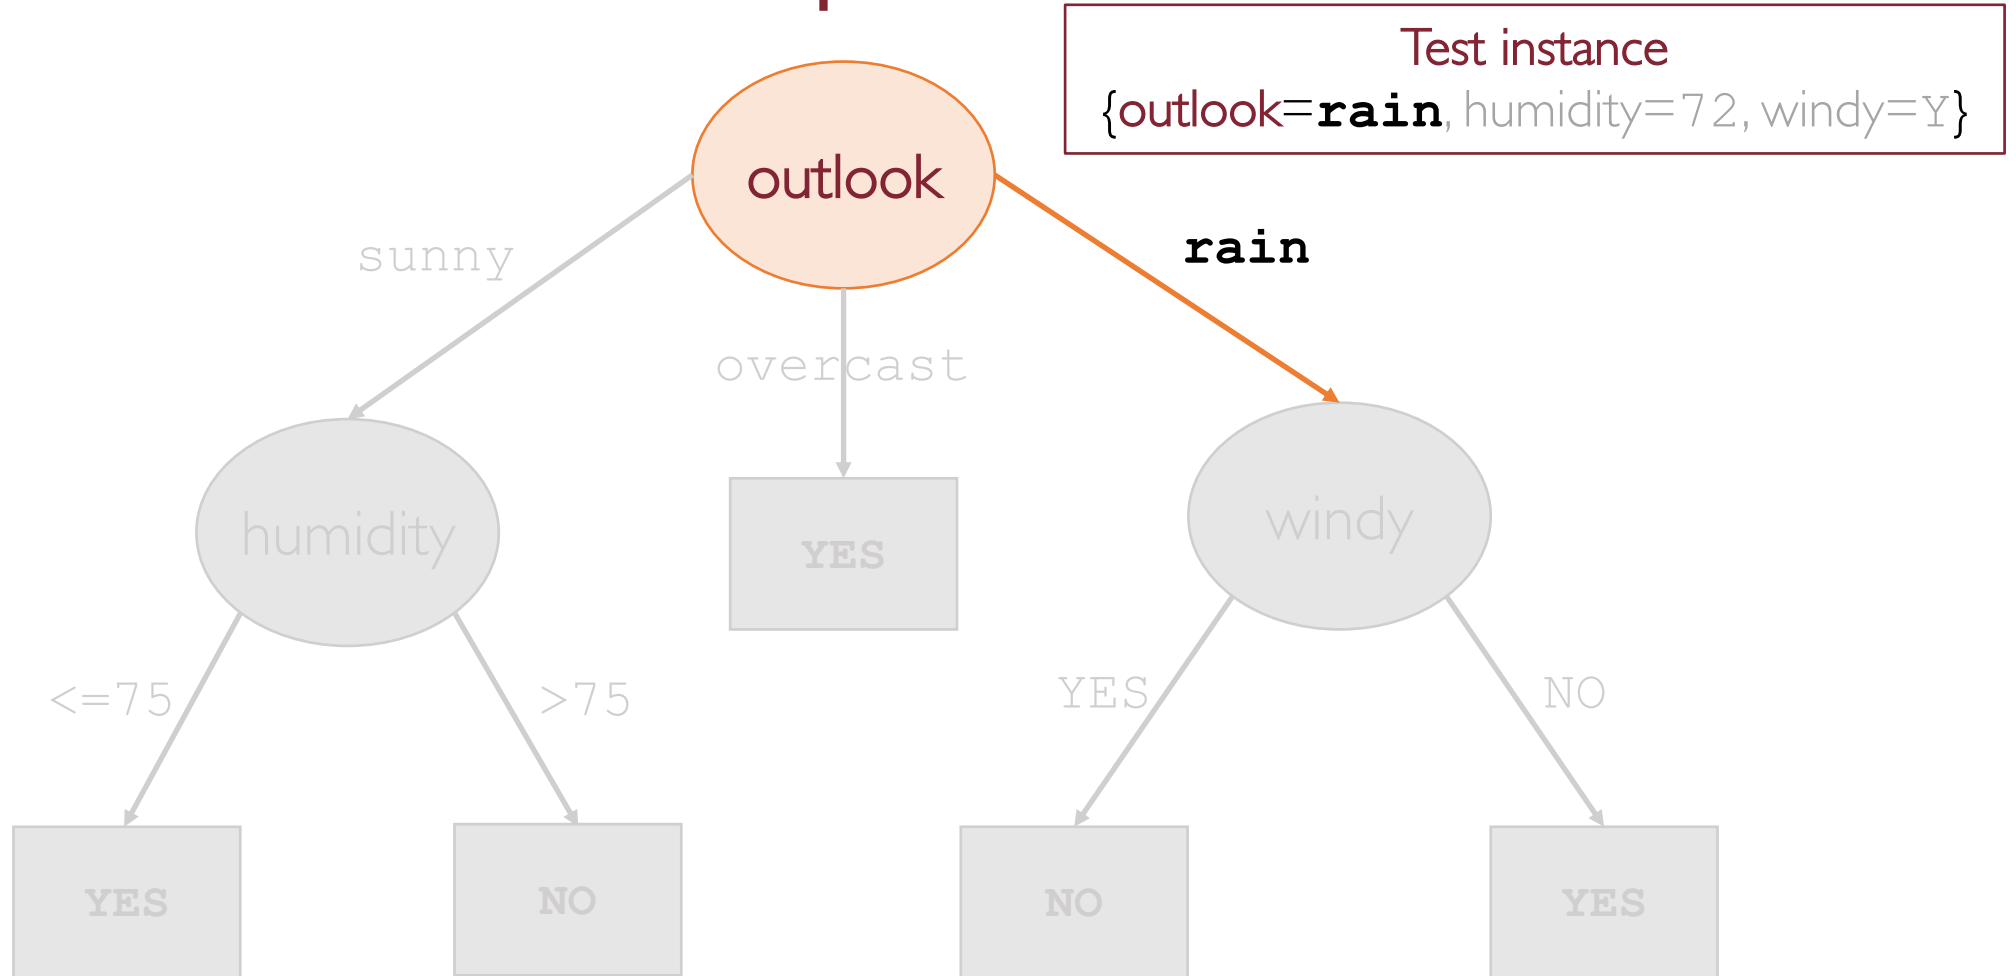 Test instance
{outlook=rain, humidity=72, windy=Y}
outlook
sunny
rain
overcast
humidity
YES
windy
<=75
>75
YES
NO
YES
NO
NO
YES